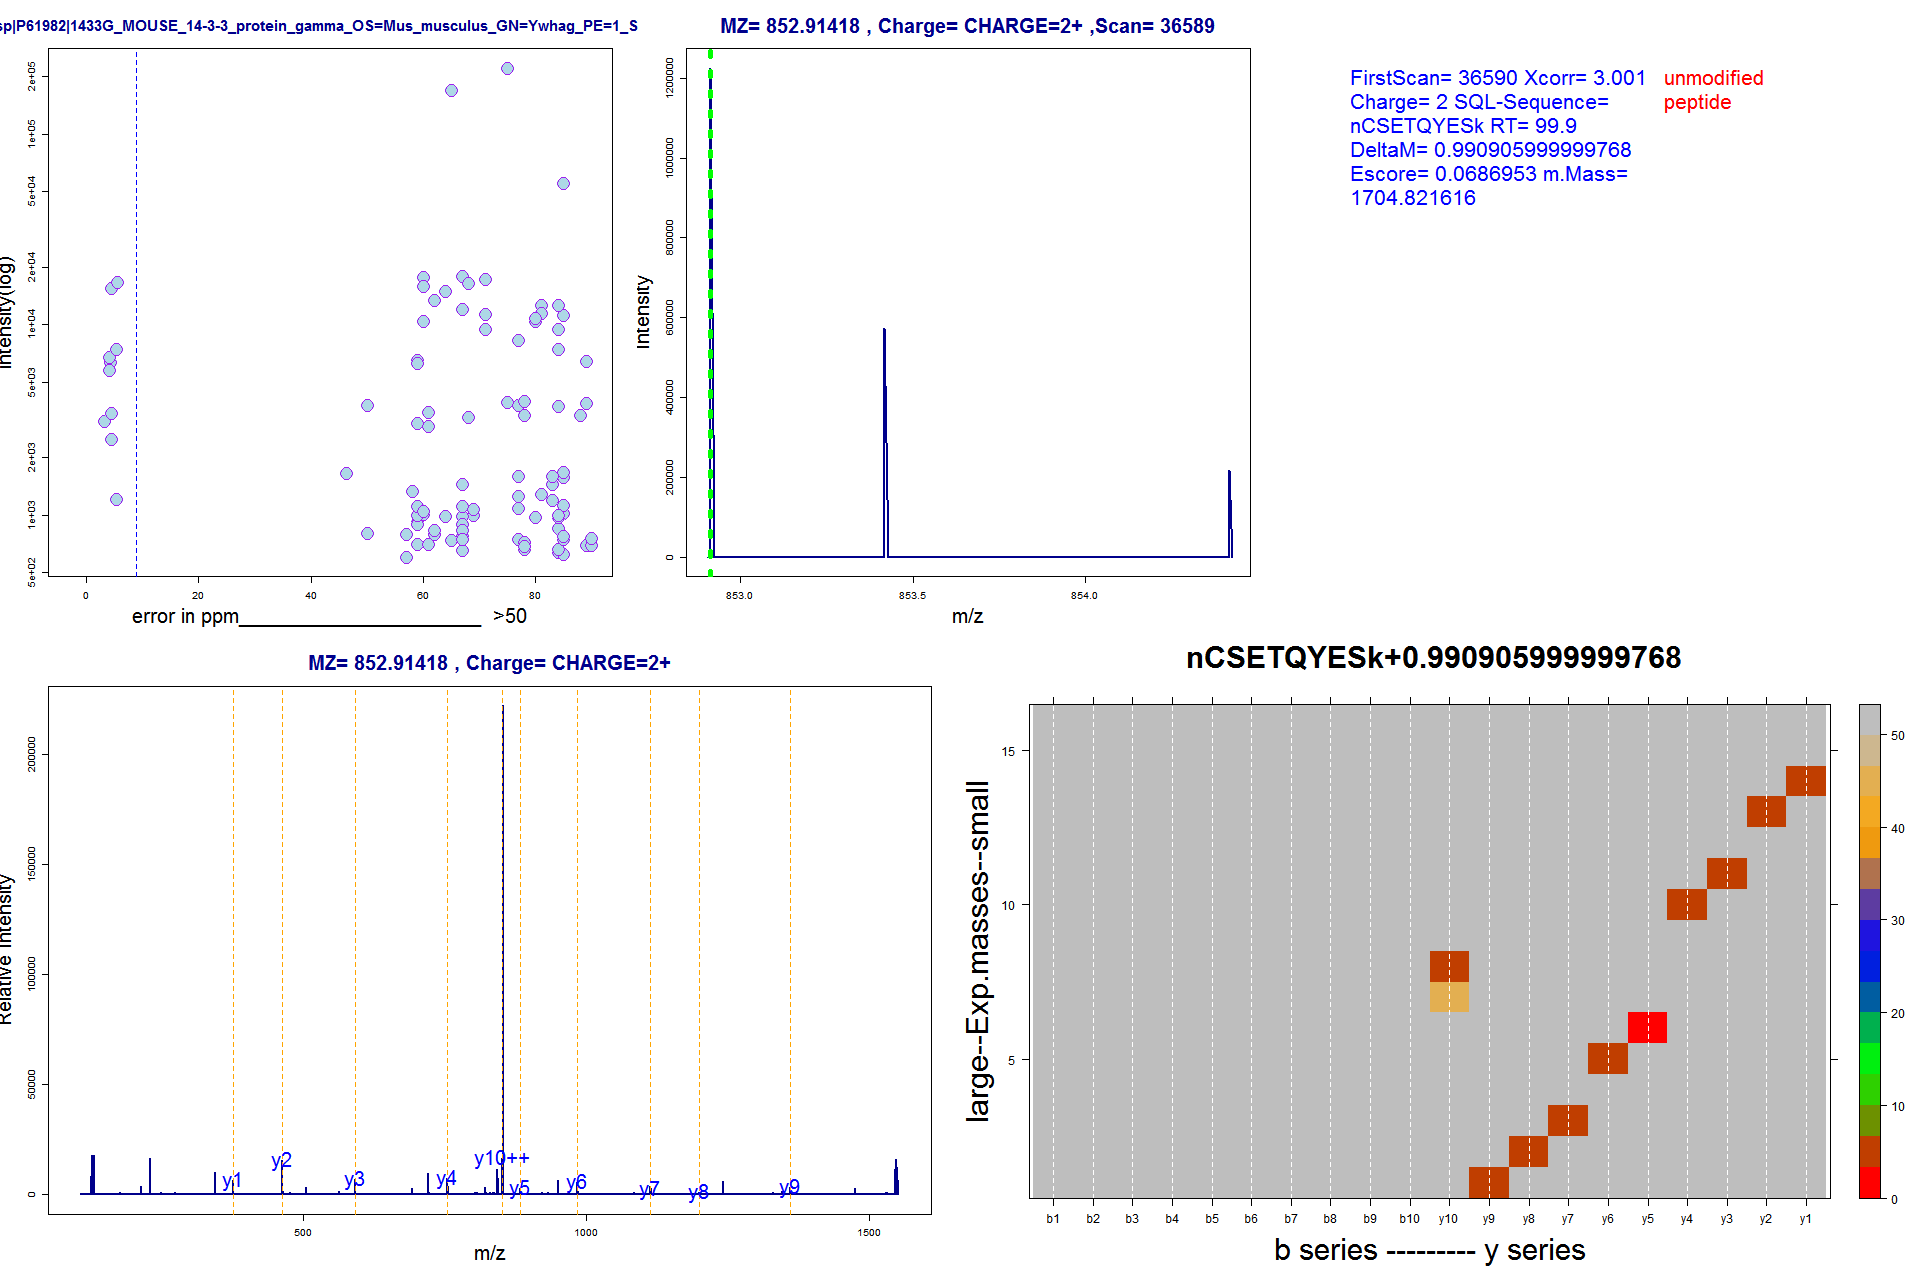 sp|P61982|1433G_MOUSE_14-3-3_protein_gamma_OS=Mus_musculus_GN=Ywhag_PE=1_S
Intensity(log)
5e+02 1e+03 2e+03 5e+03 1e+04 2e+04 5e+04 1e+05 2e+05
0 20 40 60 80
error in ppm______________________ >50
MZ= 852.91418 , Charge= CHARGE=2+ ,Scan= 36589
Intensity
0 200000 400000 600000 800000 1000000 1200000
853.0 853.5 854.0
m/z
FirstScan= 36590 Xcorr= 3.001
Charge= 2 SQL-Sequence=
nCSETQYESk RT= 99.9
DeltaM= 0.990905999999768
Escore= 0.0686953 m.Mass=
1704.821616
unmodified
peptide
MZ= 852.91418 , Charge= CHARGE=2+
Relative Intensity
0 50000 100000 150000 200000
y1 y2 y3 y4 y10++ y5 y6 y7 y8 y9
500 1000 1500
m/z
nCSETQYESk+0.990905999999768
large--Exp.masses--small
5 10 15
b1 b2 b3 b4 b5 b6 b7 b8 b9 b10 y10 y9 y8 y7 y6 y5 y4 y3 y2 y1
b series --------- y series
0 10 20 30 40 50